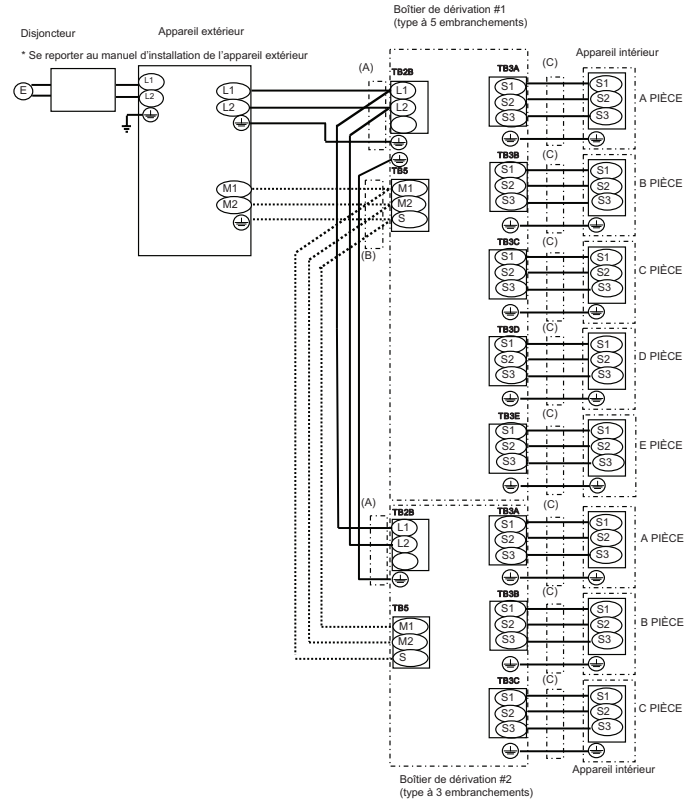 Boîtier de dérivation #1
(type à 5 embranchements)
Disjoncteur
Appareil extérieur
* Se reporter au manuel d'installation de l'appareil extérieur
Appareil intérieur
E
L1
L2
L1
L2
M1
M2
(A)
TB2B
L1
L2
TB5
M1
M2
S
(B)
TB3A
(C)
S1
S1
S2
S2
S3
S3
A PIÈCE
TB3B
(C)
S1
S1
S2
S2
S3
S3
B PIÈCE
TB3C
(C)
S1
S1
S2
S2
S3
S3
C PIÈCE
TB3D
(C)
S1
S1
S2
S2
S3
S3
D PIÈCE
TB3E
(C)
S1
S1
S2
S2
S3
S3
E PIÈCE
(A)
TB2B
L1
L2
TB5
M1
M2
S
TB3A
(C)
S1
S1
S2
S2
S3
S3
A PIÈCE
TB3B
(C)
S1
S1
S2
S2
S3
S3
B PIÈCE
TB3C
(C)
S1
S1
S2
S2
S3
S3
C PIÈCE
Appareil intérieur
Boîtier de dérivation #2
(type à 3 embranchements)